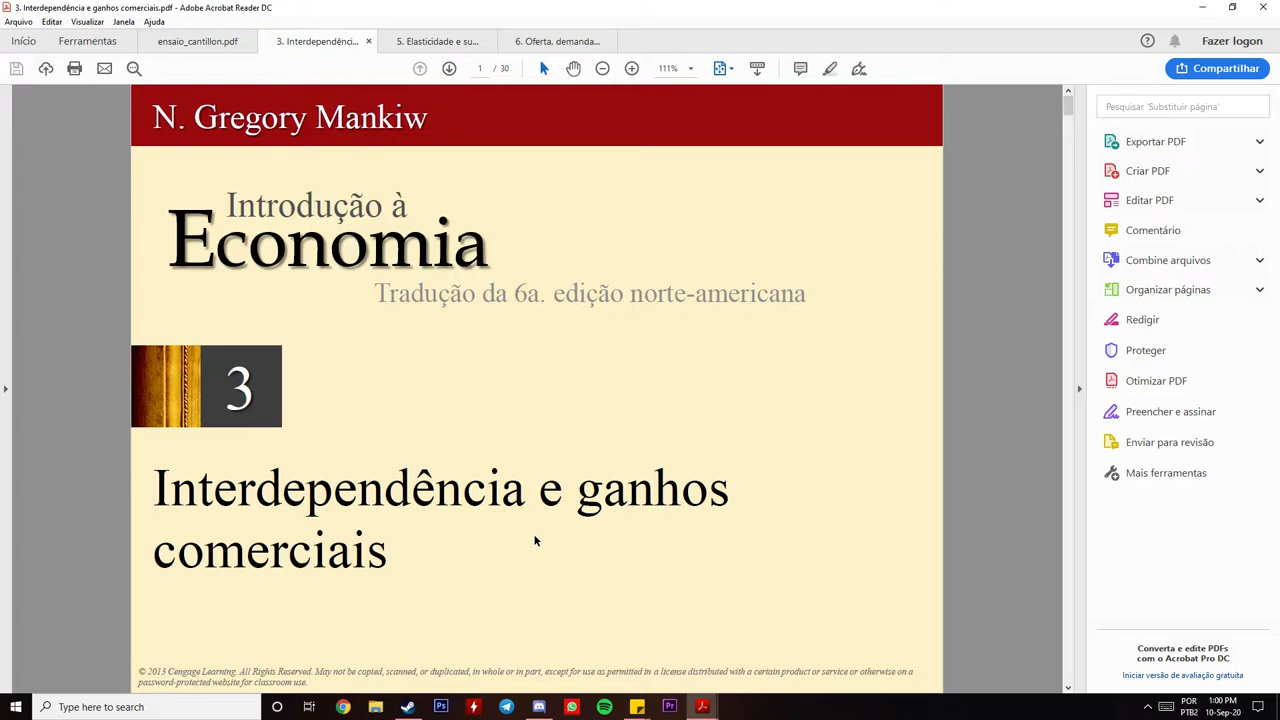 3. Interdependência e ganhos comerciais.pdf - Adobe Acrobat Reader DC
Arquivo Editar Visualizar Janela Ajuda
Início Ferramentas ensaio_cantillon.pdf 3. Interdependênci... × 5. Elasticidade e su... 6. Oferta, demanda... Fazer logon
1 / 30 111% Compartilhar
N. Gregory Mankiw
Introdução à
Economia
Tradução da 6a. edição norte-americana
3
Interdependência e ganhos
comerciais
© 2013 Cengage Learning. All Rights Reserved. May not be copied, scanned, or duplicated, in whole or in part, except for use as permitted in a license distributed with a certain product or service or otherwise on a
password-protected website for classroom use.
Pesquisar 'Substituir página'
Exportar PDF
Criar PDF
Editar PDF
Comentário
Combine arquivos
Organizar páginas
Redigir
Proteger
Otimizar PDF
Preencher e assinar
Enviar para revisão
Mais ferramentas
Converta e edite PDFs
com o Acrobat Pro DC
Iniciar versão de avaliação gratuita
Type here to search
Ps
Pr
POR 1:00 PM
PTB2 10-Sep-20